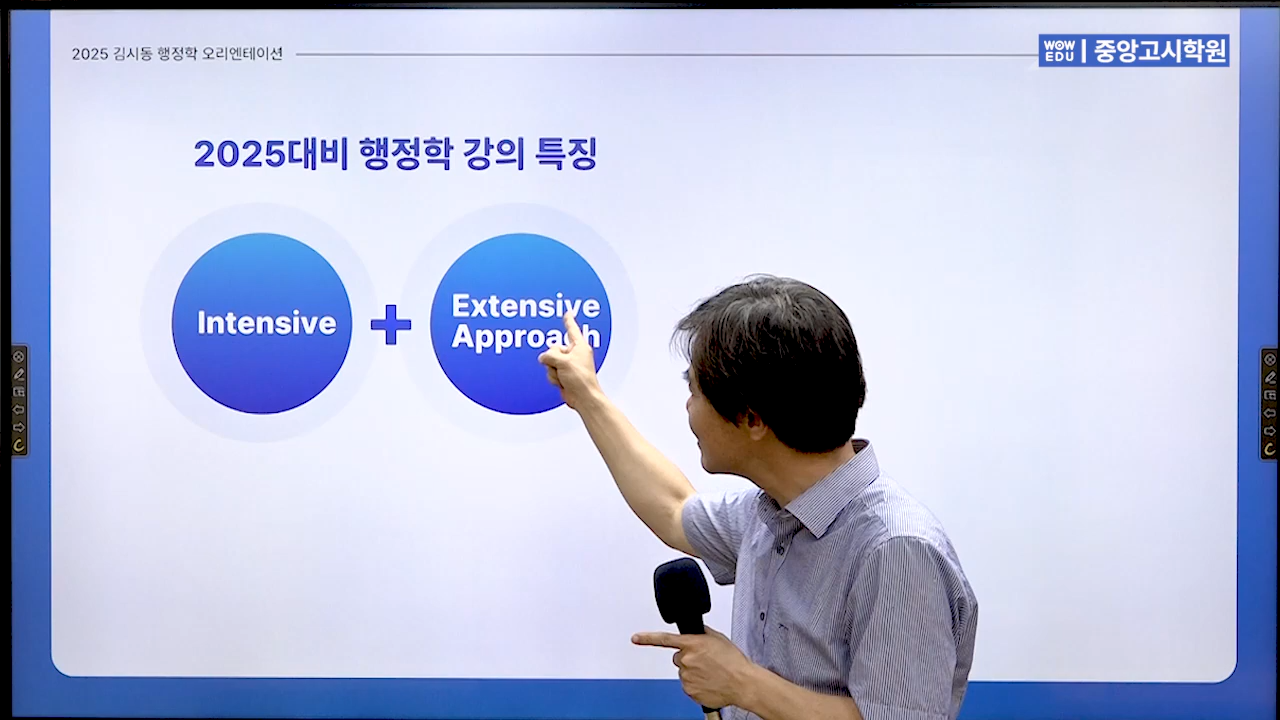 2025 김시동 행정학 오리엔테이션
WOW
EDU
중앙고시학원
2025대비 행정학 강의 특징
Intensive
+
Extensive
Approach